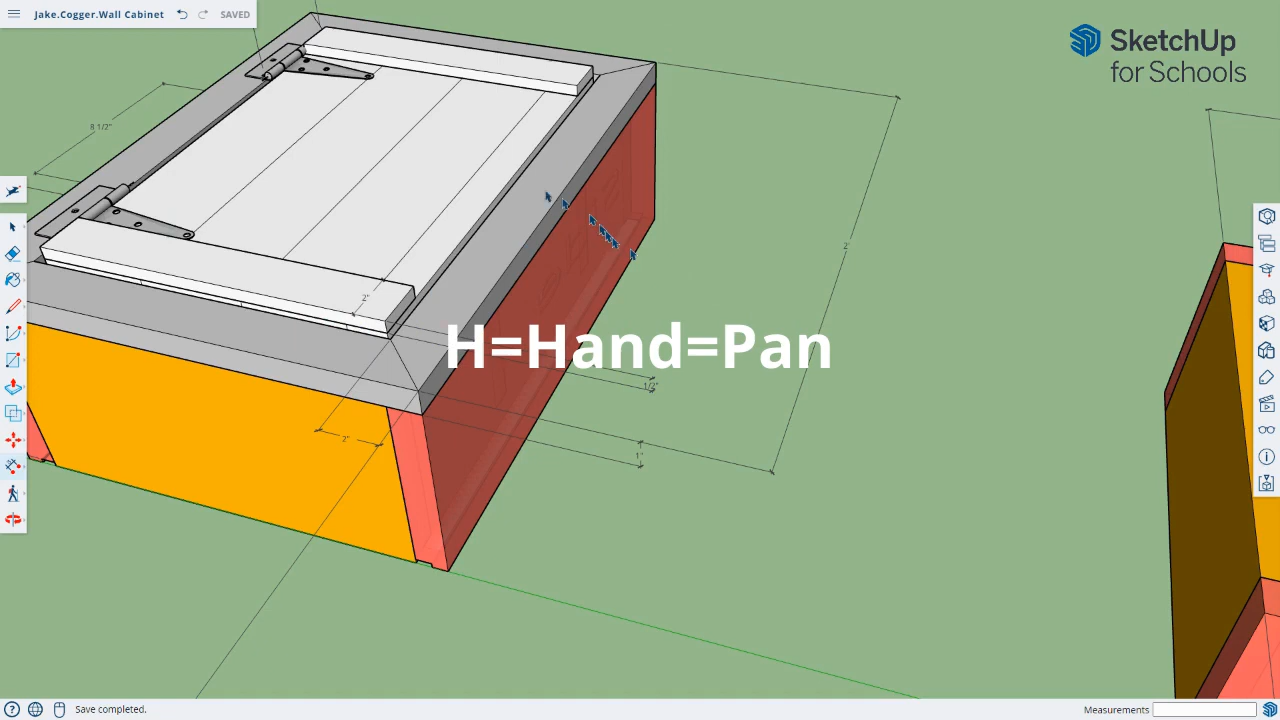 Jake.Cogger.Wall Cabinet
SAVED
SketchUp
for Schools
8 1/2"
2'
2"
H=Hand=Pan
1/2"
2"
1"
Save completed.
Measurements